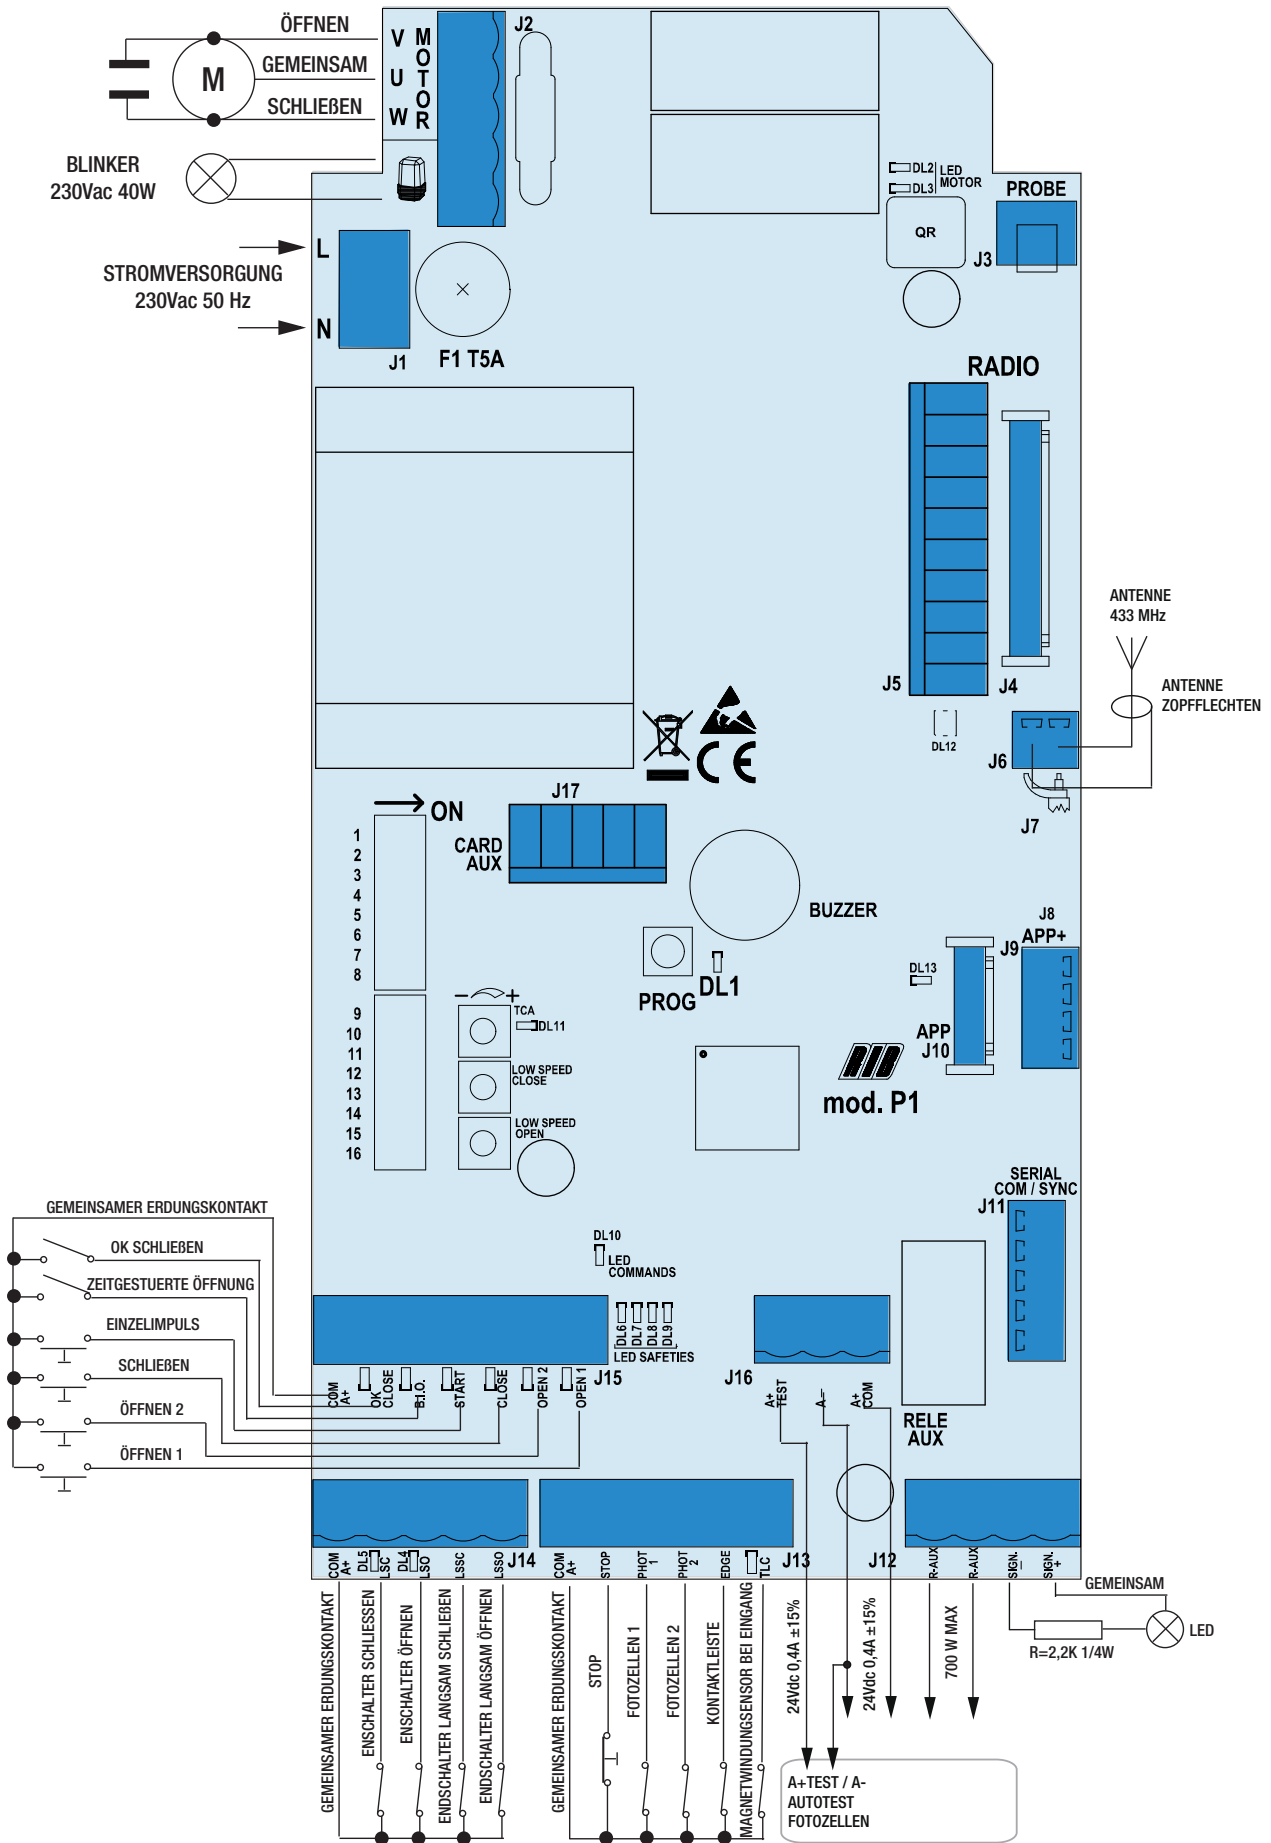 ÖFFNEN
GEMEINSAM
SCHLIEßEN
M
V
U
W
MOTOR
J2
BLINKER
230Vac 40W
L
N
STROMVERSORGUNG
230Vac 50 Hz
J1
F1 T5A
DL2
DL3
LED
MOTOR
QR
PROBE
J3
RADIO
J5
J4
DL12
ANTENNE
433 MHz
ANTENNE
ZOPFFLECHTEN
J6
J7
CE
J17
CARD
AUX
ON
1
2
3
4
5
6
7
8
9
10
11
12
13
14
15
16
BUZZER
PROG
DL1
- +
TCA
DL11
LOW SPEED
CLOSE
LOW SPEED
OPEN
DL13
J8
J9
APP+
APP
J10
RIB
mod. P1
SERIAL
COM / SYNC
J11
GEMEINSAMER ERDUNGSKONTAKT
OK SCHLIEßEN
ZEITGESTUERTE ÖFFNUNG
EINZELIMPULS
SCHLIEßEN
ÖFFNEN 2
ÖFFNEN 1
DL10
LED
COMMANDS
DL6
DL7
DL8
DL9
LED SAFETIES
J15
COM
A+
OK
CLOSE
B.I.O.
START
CLOSE
OPEN 2
OPEN 1
J16
A+
TEST
A-
A+
COM
RELE
AUX
J14
J13
J12
COM
A+
DL5
LSC
DL4
LSO
LSSC
LSSO
COM
A+
STOP
PHOT
1
PHOT
2
EDGE
TLC
R-AUX
R-AUX
SIGN.
-
SIGN.
+
GEMEINSAM
LED
R=2,2K 1/4W
GEMEINSAMER ERDUNGSKONTAKT
ENSCHALTER SCHLIESSEN
ENSCHALTER ÖFFNEN
ENDSCHALTER LANGSAM SCHLIEßEN
ENDSCHALTER LANGSAM ÖFFNEN
GEMEINSAMER ERDUNGSKONTAKT
STOP
FOTOZELLEN 1
FOTOZELLEN 2
KONTAKTLEISTE
MAGNETWINDUNGSENSOR BEI EINGANG
24Vdc 0,4A ±15%
24Vdc 0,4A ±15%
700 W MAX
A+TEST / A-
AUTOTEST
FOTOZELLEN